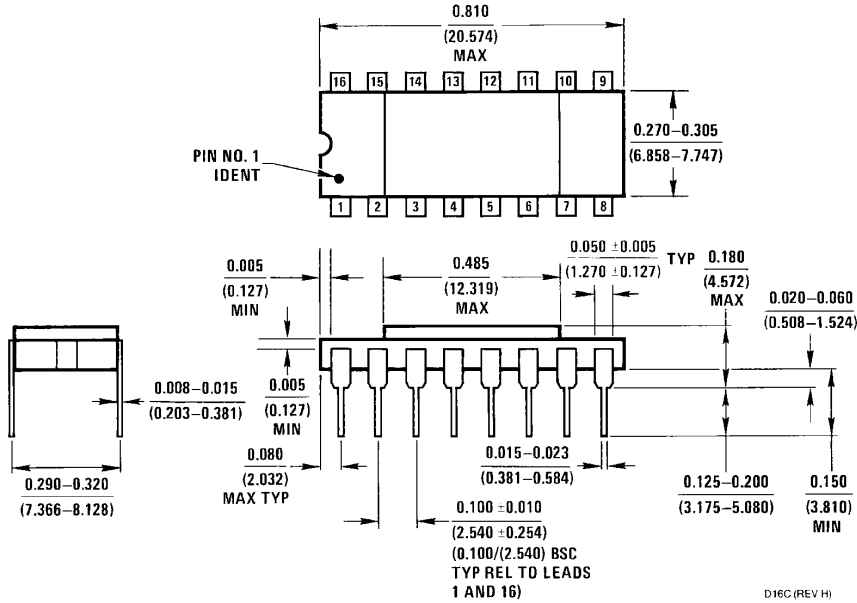 0.810
(20.574)
MAX
16 15 14 13 12 11 10 9
PIN NO. 1
IDENT
0.270–0.305
(6.858–7.747)
1 2 3 4 5 6 7 8
0.005
(0.127)
MIN
0.485
(12.319)
MAX
0.050 ±0.005
(1.270 ±0.127)
TYP
0.180
(4.572)
MAX
0.020–0.060
(0.508–1.524)
0.008–0.015
(0.203–0.381)
0.005
(0.127)
MIN
0.290–0.320
(7.366–8.128)
0.080
(2.032)
MAX TYP
0.015–0.023
(0.381–0.584)
0.125–0.200
(3.175–5.080)
0.150
(3.810)
MIN
0.100 ±0.010
(2.540 ±0.254)
(0.100/(2.540) BSC
TYP REL TO LEADS
1 AND 16)
D16C (REV H)